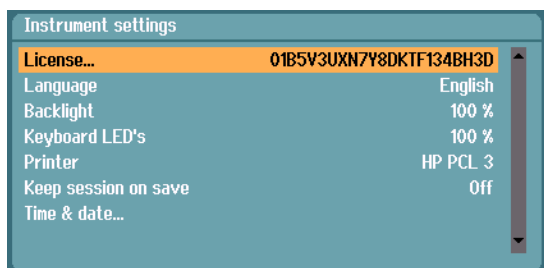 Instrument settings
License... 01B5V3UXN7Y8DKTF134BH3D
Language English
Backlight 100 %
Keyboard LED's 100 %
Printer HP PCL 3
Keep session on save Off
Time & date...